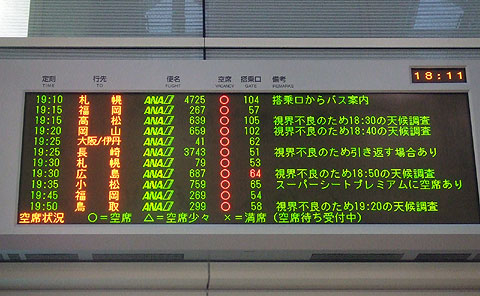 18:11
定刻 行先 便名 空席 搭乗口 備考
TIME DESTINATION FLIGHT VACANCY GATE REMARKS
19:10 札幌 ANA 4725 ○ 104 搭乗口からバス案内
19:15 福岡 ANA 267 ○ 57
19:15 高松 ANA 639 ○ 105 視界不良のため18:30の天候調査
19:20 岡山 ANA 659 ○ 102 視界不良のため18:40の天候調査
19:25 大阪/伊丹 ANA 41 ○ 62
19:25 長崎 ANA 3743 ○ 51 視界不良のため引き返す場合あり
19:30 札幌 ANA 79 ○ 53
19:30 広島 ANA 687 ○ 64 視界不良のため18:50の天候調査
19:35 小松 ANA 759 ○ 65 スーパーシートプレミアムに空席あり
19:45 福岡 ANA 269 ○ 54
19:50 鳥取 ANA 299 ○ 58 視界不良のため19:20の天候調査
空席状況 ○=空席 △=空席少々 ×=満席 (空席待ち受付中)